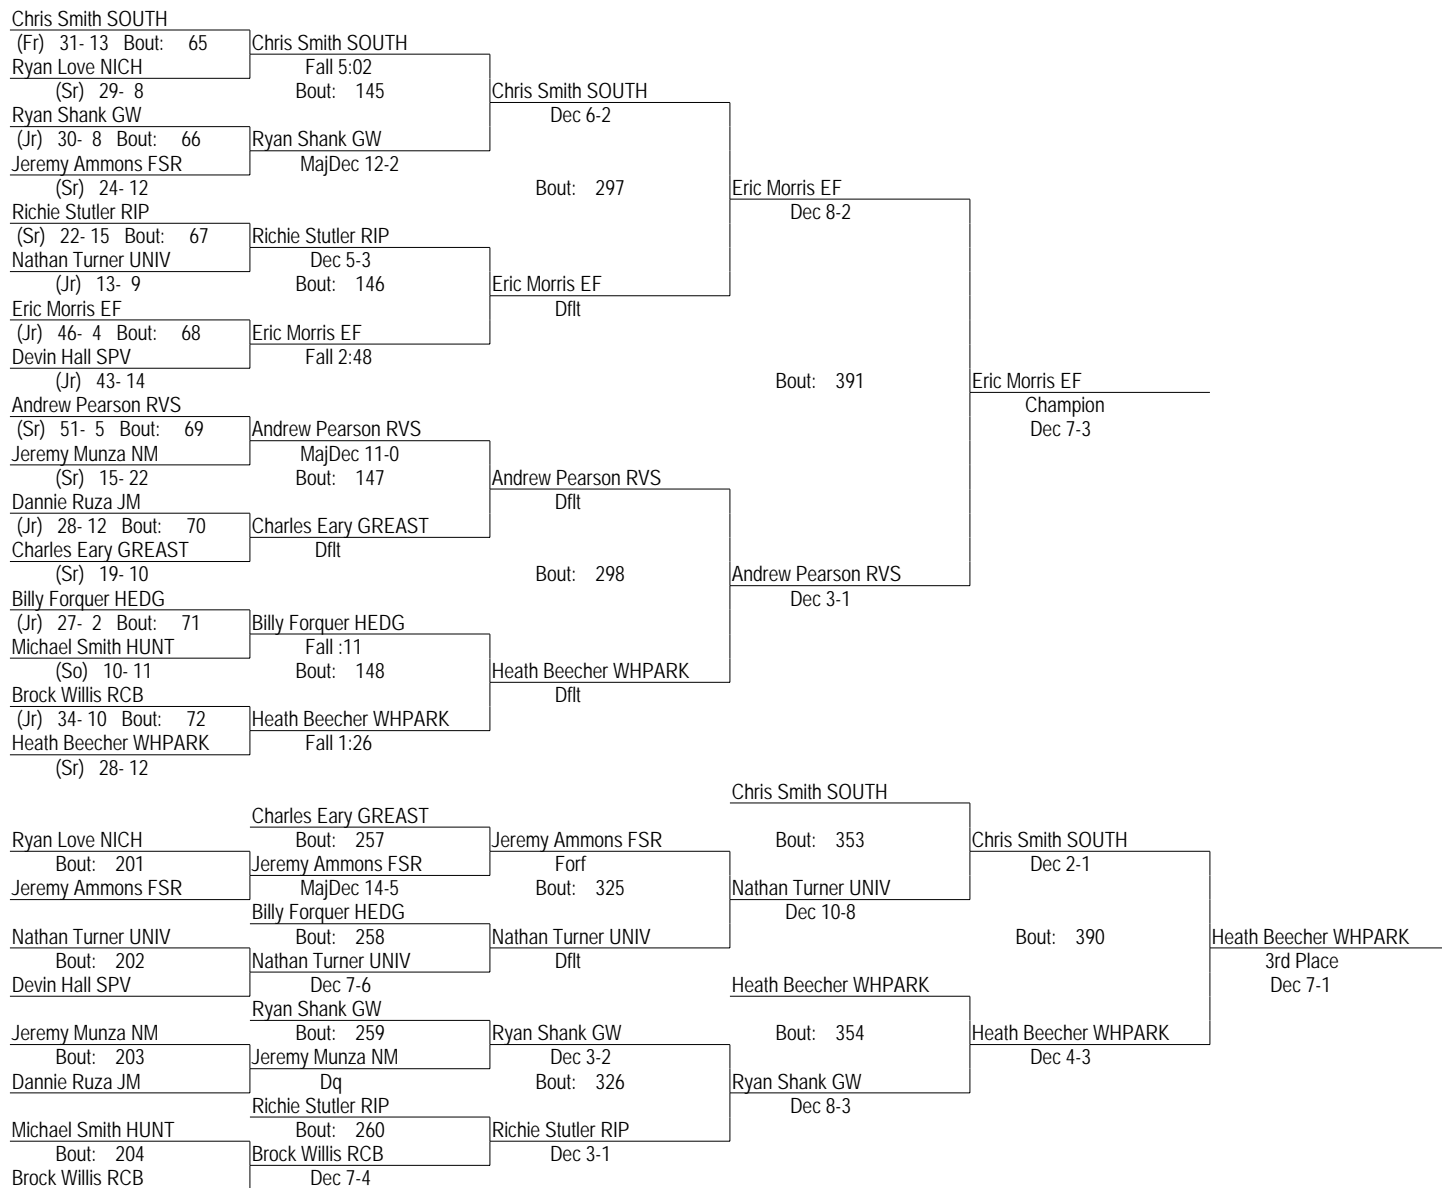 Chris Smith SOUTH
(Fr) 31- 13 Bout: 65 Chris Smith SOUTH
Ryan Love NICH Fall 5:02
(Sr) 29- 8 Bout: 145 Chris Smith SOUTH
Ryan Shank GW Dec 6-2
(Jr) 30- 8 Bout: 66 Ryan Shank GW
Jeremy Ammons FSR MajDec 12-2
(Sr) 24- 12 Bout: 297 Eric Morris EF
Richie Stutler RIP Dec 8-2
(Sr) 22- 15 Bout: 67 Richie Stutler RIP
Nathan Turner UNIV Dec 5-3
(Jr) 13- 9 Bout: 146 Eric Morris EF
Eric Morris EF Dflt
(Jr) 46- 4 Bout: 68 Eric Morris EF
Devin Hall SPV Fall 2:48
(Jr) 43- 14 Bout: 391 Eric Morris EF
Andrew Pearson RVS Champion
(Sr) 51- 5 Bout: 69 Andrew Pearson RVS Dec 7-3
Jeremy Munza NM MajDec 11-0
(Sr) 15- 22 Bout: 147 Andrew Pearson RVS
Dannie Ruza JM Dflt
(Jr) 28- 12 Bout: 70 Charles Eary GREAST
Charles Eary GREAST Dflt
(Sr) 19- 10 Bout: 298 Andrew Pearson RVS
Billy Forquer HEDG Dec 3-1
(Jr) 27- 2 Bout: 71 Billy Forquer HEDG
Michael Smith HUNT Fall :11
(So) 10- 11 Bout: 148 Heath Beecher WHPARK
Brock Willis RCB Dflt
(Jr) 34- 10 Bout: 72 Heath Beecher WHPARK
Heath Beecher WHPARK Fall 1:26
(Sr) 28- 12
Chris Smith SOUTH
Charles Eary GREAST
Ryan Love NICH Bout: 257 Jeremy Ammons FSR Bout: 353 Chris Smith SOUTH
Bout: 201 Jeremy Ammons FSR Forf Dec 2-1
Jeremy Ammons FSR MajDec 14-5 Bout: 325 Nathan Turner UNIV
Billy Forquer HEDG Dec 10-8
Nathan Turner UNIV Bout: 258 Nathan Turner UNIV Bout: 390 Heath Beecher WHPARK
Bout: 202 Nathan Turner UNIV Dflt 3rd Place
Devin Hall SPV Dec 7-6 Heath Beecher WHPARK Dec 7-1
Ryan Shank GW
Jeremy Munza NM Bout: 259 Ryan Shank GW Bout: 354 Heath Beecher WHPARK
Bout: 203 Jeremy Munza NM Dec 3-2 Dec 4-3
Dannie Ruza JM Dq Bout: 326 Ryan Shank GW
Richie Stutler RIP Dec 8-3
Michael Smith HUNT Bout: 260 Richie Stutler RIP
Bout: 204 Brock Willis RCB Dec 3-1
Brock Willis RCB Dec 7-4